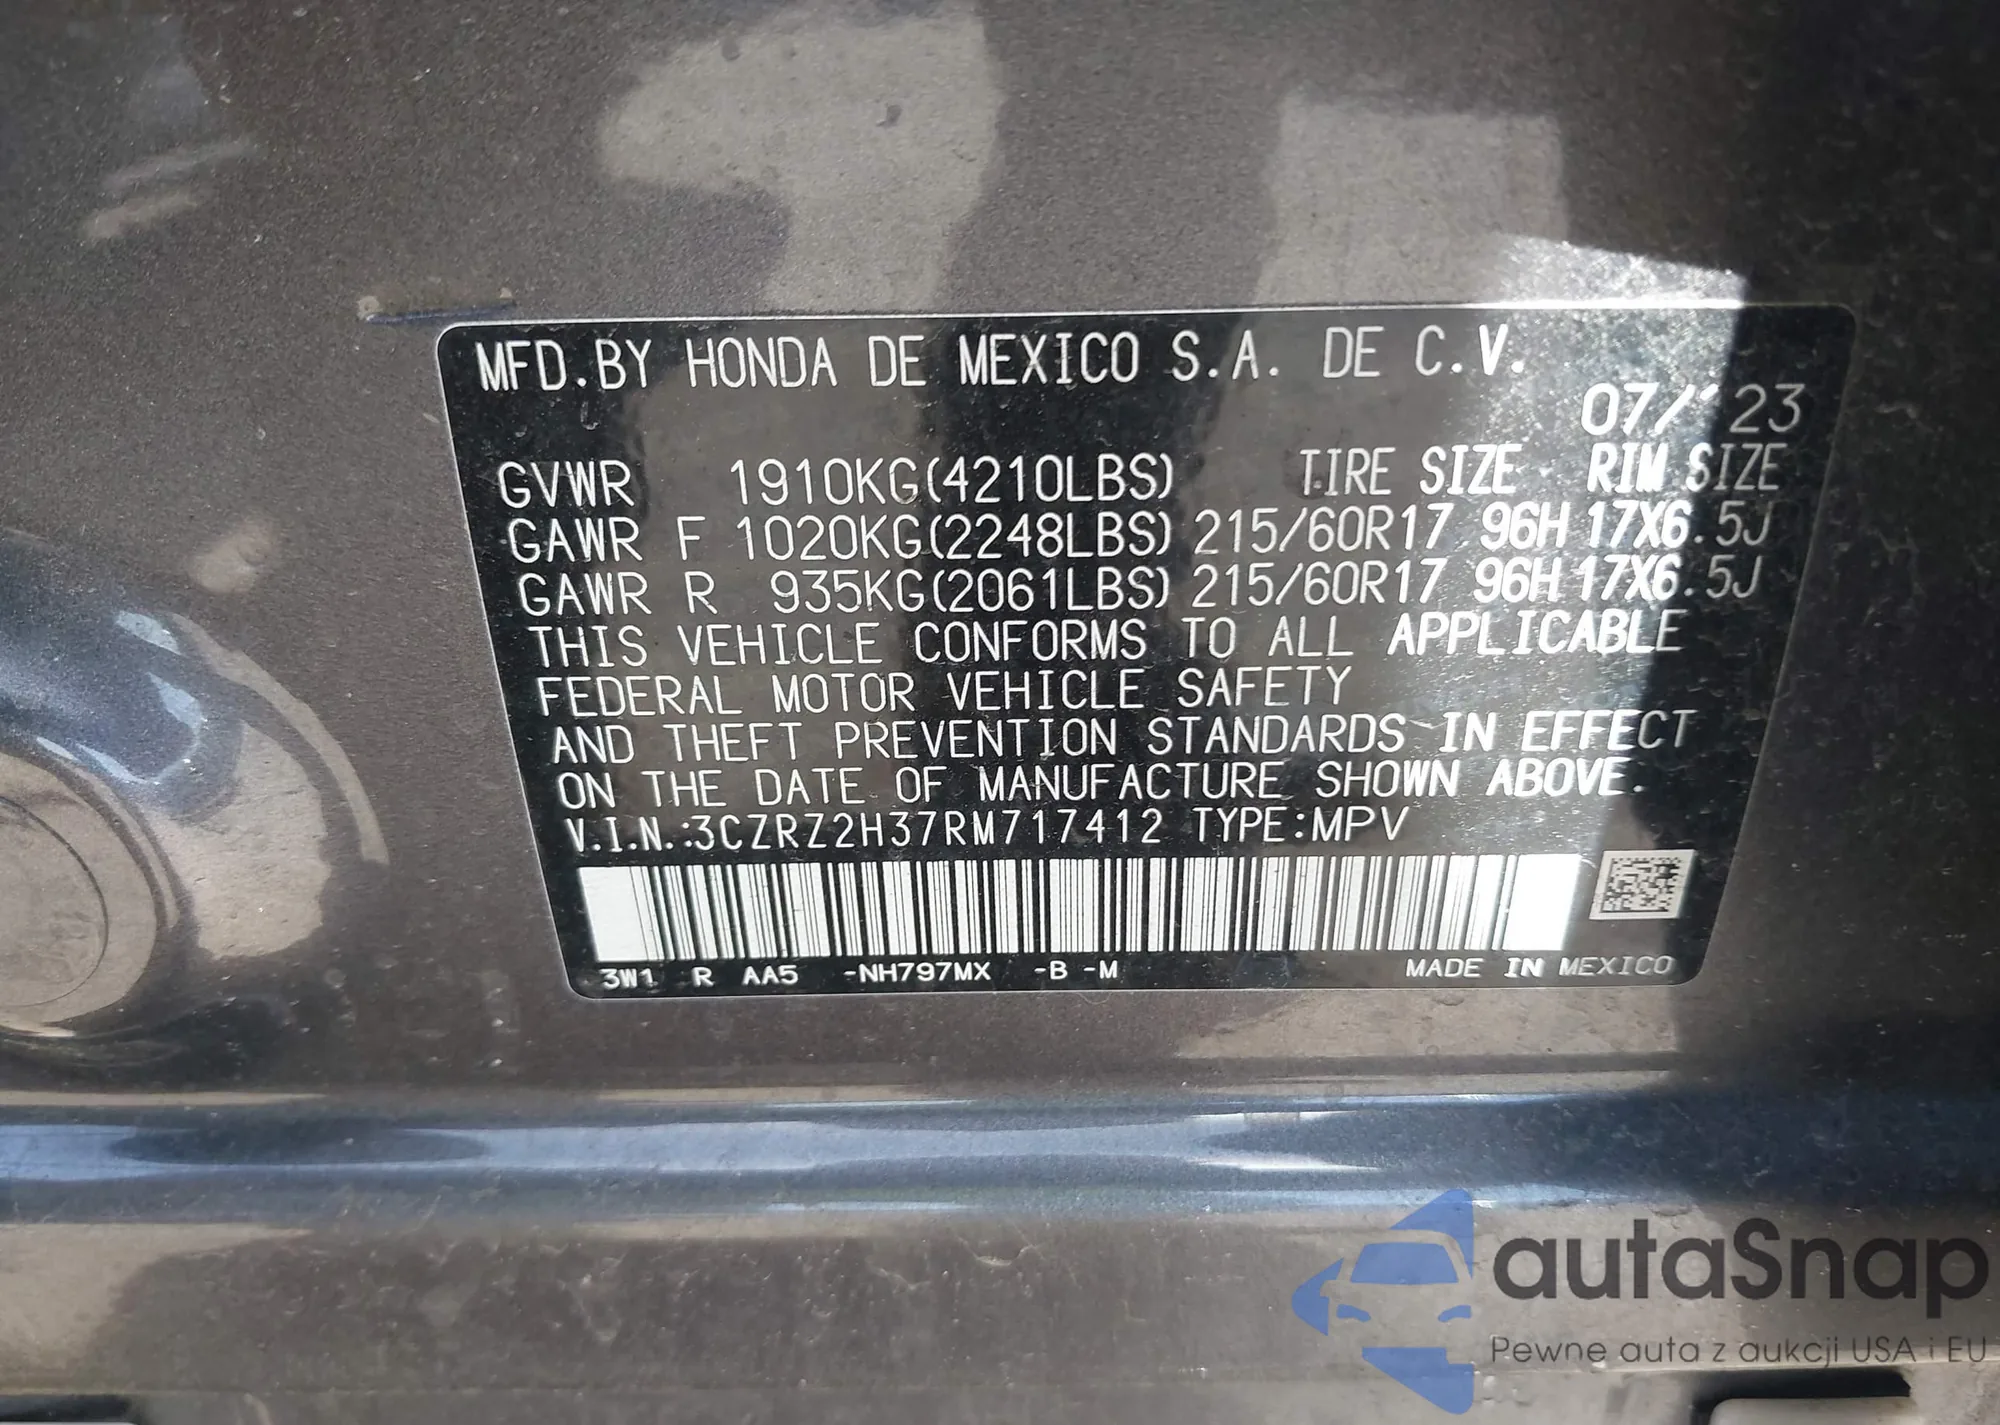 MFD.BY HONDA DE MEXICO S.A. DE C.V.
07/'23
GVWR 1910KG(4210LBS) TIRE SIZE RIM SIZE
GAWR F 1020KG(2248LBS) 215/60R17 96H 17X6.5J
GAWR R 935KG(2061LBS) 215/60R17 96H 17X6.5J
THIS VEHICLE CONFORMS TO ALL APPLICABLE
FEDERAL MOTOR VEHICLE SAFETY
AND THEFT PREVENTION STANDARDS IN EFFECT
ON THE DATE OF MANUFACTURE SHOWN ABOVE.
V.I.N.:3CZRZ2H37RM717412 TYPE:MPV
3W1 R AA5 -NH797MX -B -M MADE IN MEXICO
autaSnap
Pewne auta z aukcji USA i EU